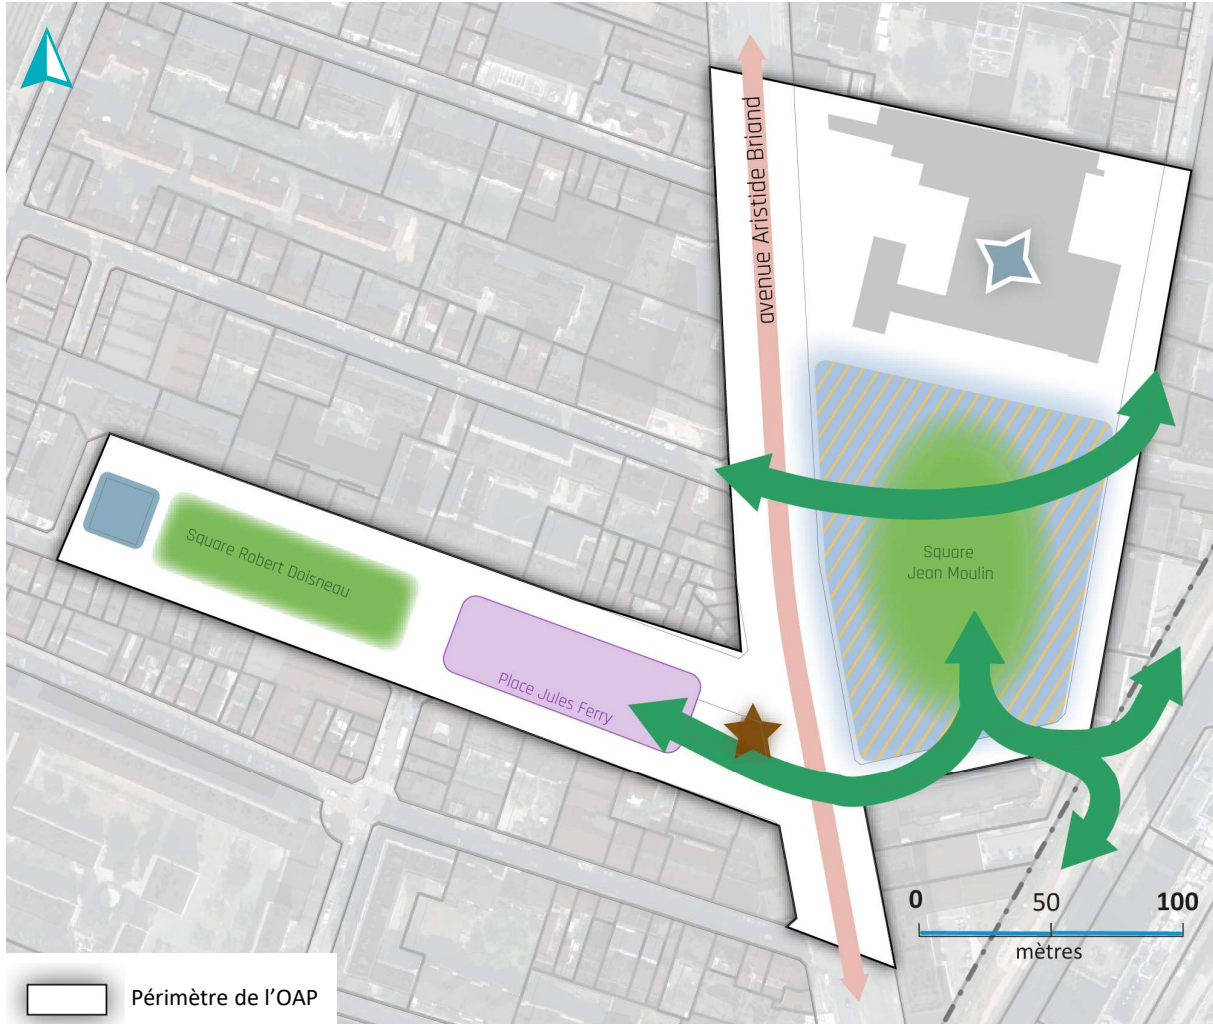 avenue Aristide Briand
Square Robert Doisneau
Square
Jean Moulin
Place Jules Ferry
0 50 100
mètres
Périmètre de l'OAP